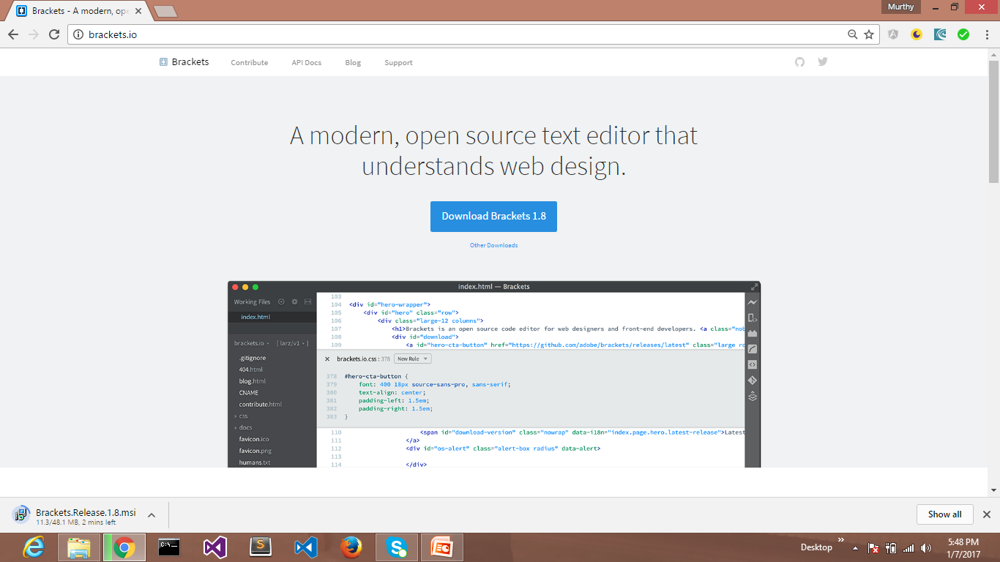 Brackets - A modern, ope
Murthy
brackets.io
Brackets
Contribute
API Docs
Blog
Support
A modern, open source text editor that
understands web design.
Download Brackets 1.8
Other Downloads
index.html — Brackets
Working Files
index.html
brackets.io
[ larz/v1 ]
.gitignore
404.html
blog.html
CNAME
contribute.html
css
docs
favicon.ico
favicon.png
humans.txt
103
104 <div id="hero-wrapper">
105 <div id="hero" class="row">
106 <div class="large-12 columns">
107 <h1>Brackets is an open source code editor for web designers and front-end developers. <a class="nob
108 <div id="download">
109 <a id="hero-cta-button" href="https://github.com/adobe/brackets/releases/latest" class="large ro
× brackets.io.css : 378 New Rule
378 #hero-cta-button {
379 font: 400 18px source-sans-pro, sans-serif;
380 text-align: center;
381 padding-left: 1.5em;
382 padding-right: 1.5em;
383 }
110 <span id="download-version" class="nowrap" data-i18n="index.page.hero.latest-release">Latest
111 </a>
112 <div id="os-alert" class="alert-box radius" data-alert>
113
114 </div>
Brackets.Release.1.8.msi
11.3/48.1 MB, 2 mins left
Show all
Desktop
5:48 PM
1/7/2017